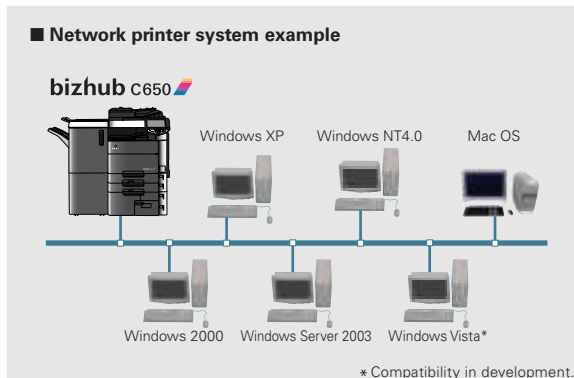 ■ Network printer system example
bizhub C650
Windows XP
Windows NT4.0
Mac OS
Windows 2000
Windows Server 2003
Windows Vista*
* Compatibility in development.